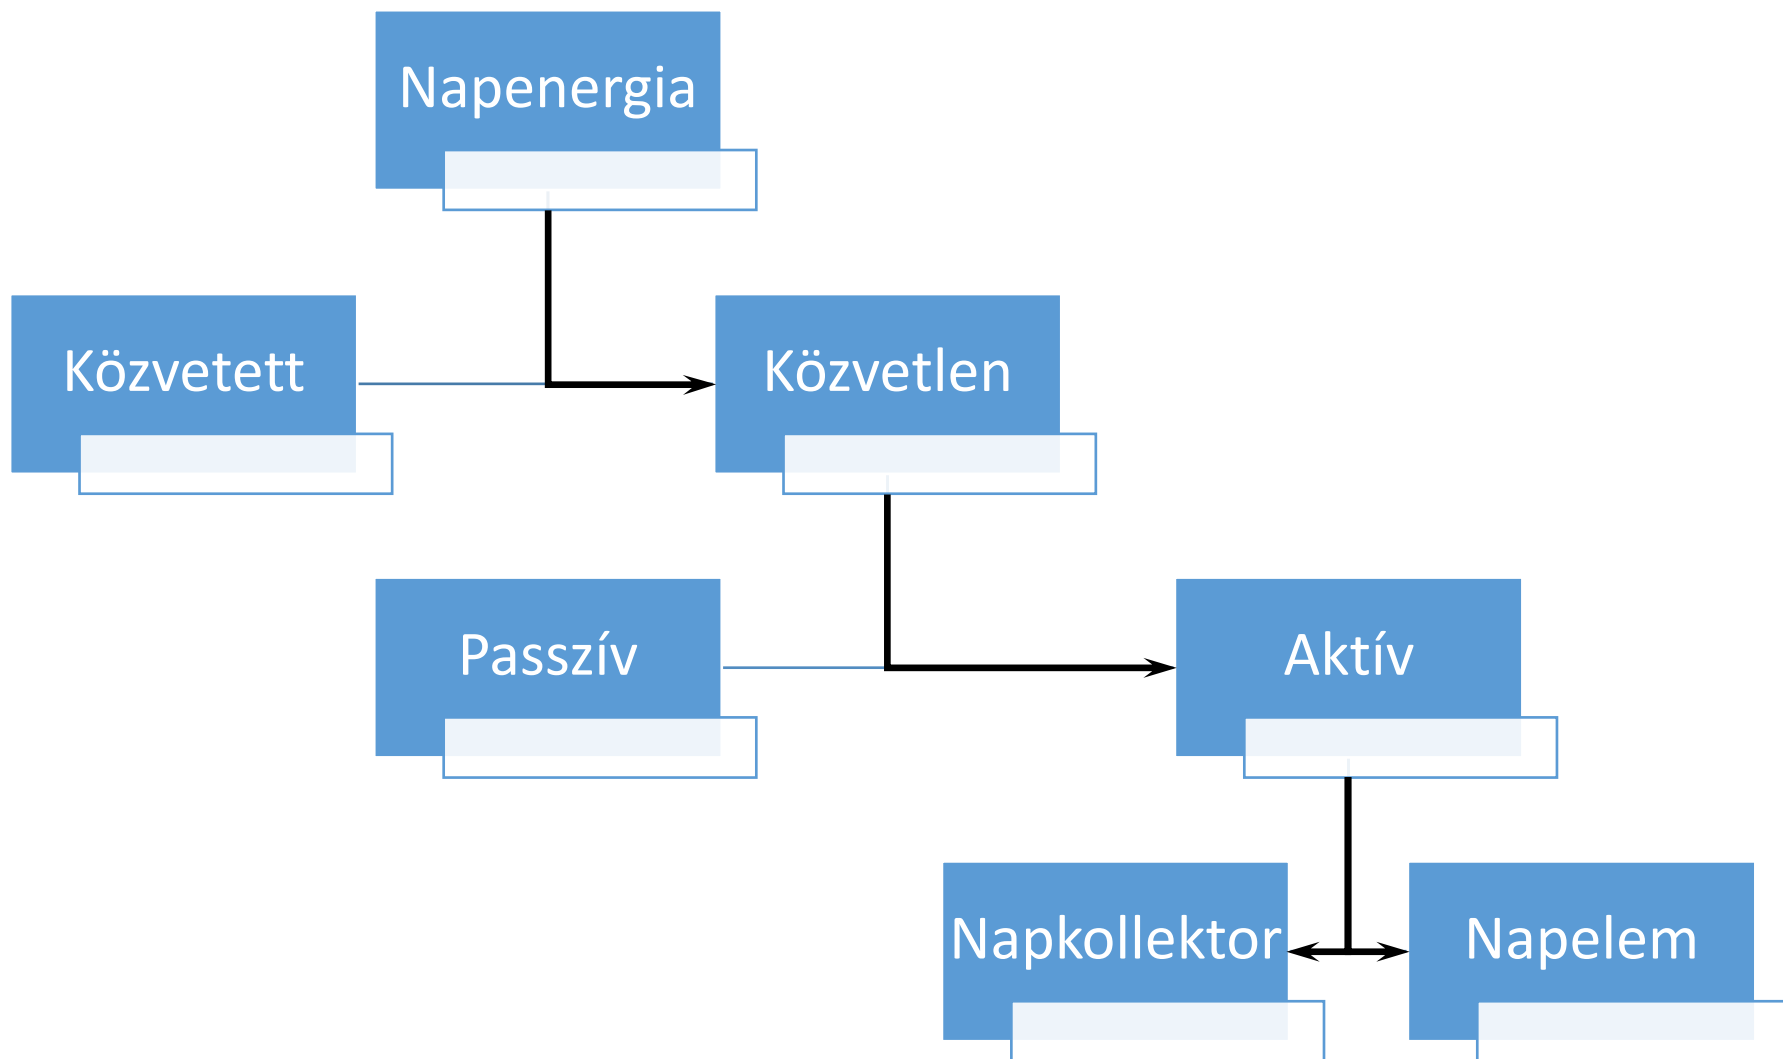 Napenergia
Közvetett
Közvetlen
Passzív
Aktív
Napkollektor
Napelem